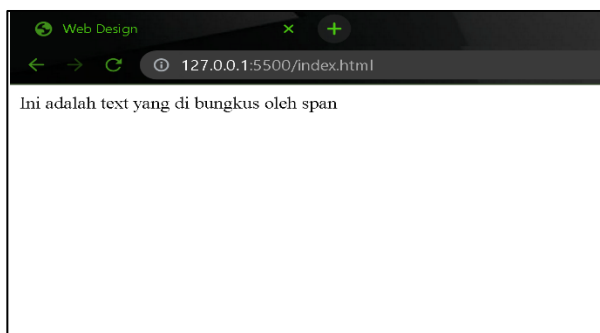 Web Design
127.0.0.1:5500/index.html
Ini adalah text yang di bungkus oleh span